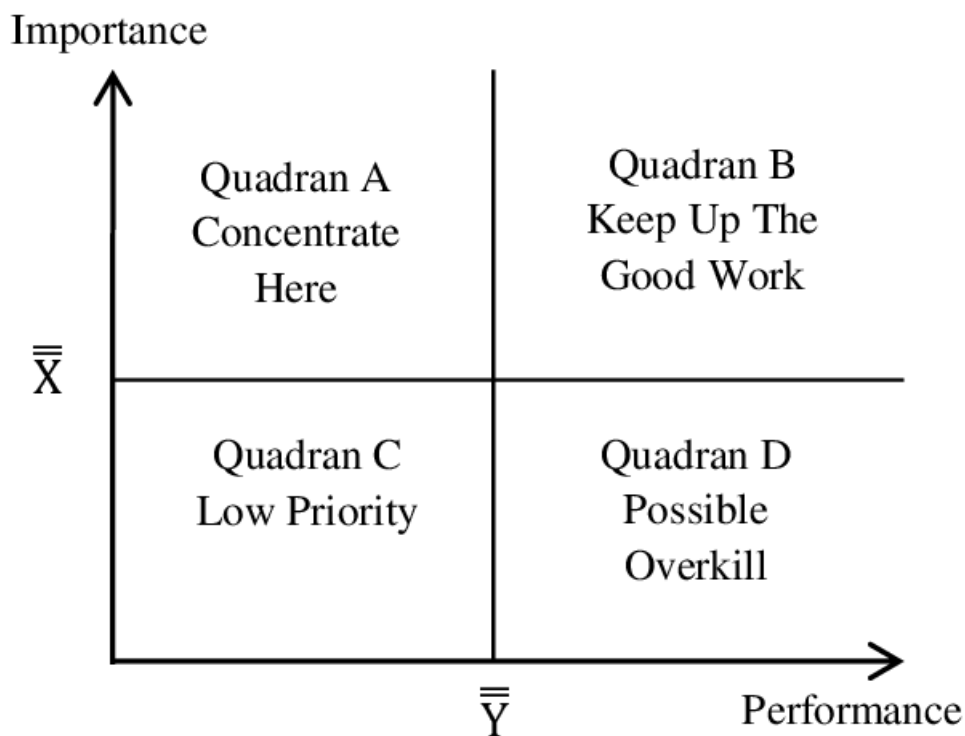 Importance
Quadran A
Concentrate
Here
Quadran B
Keep Up The
Good Work
X̿
Quadran C
Low Priority
Quadran D
Possible
Overkill
Y̿
Performance